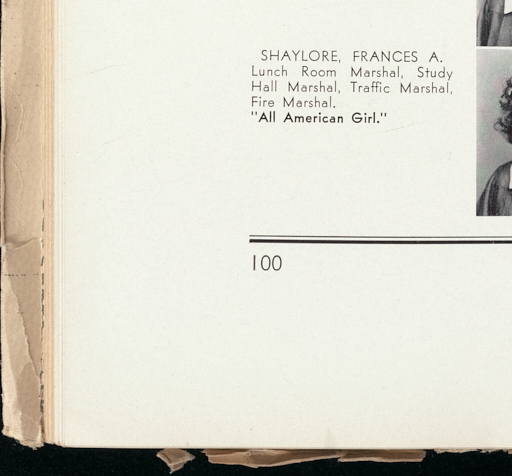 SHAYLORE, FRANCES A.
Lunch Room Marshal, Study
Hall Marshal, Traffic Marshal,
Fire Marshal.
"All American Girl."
100